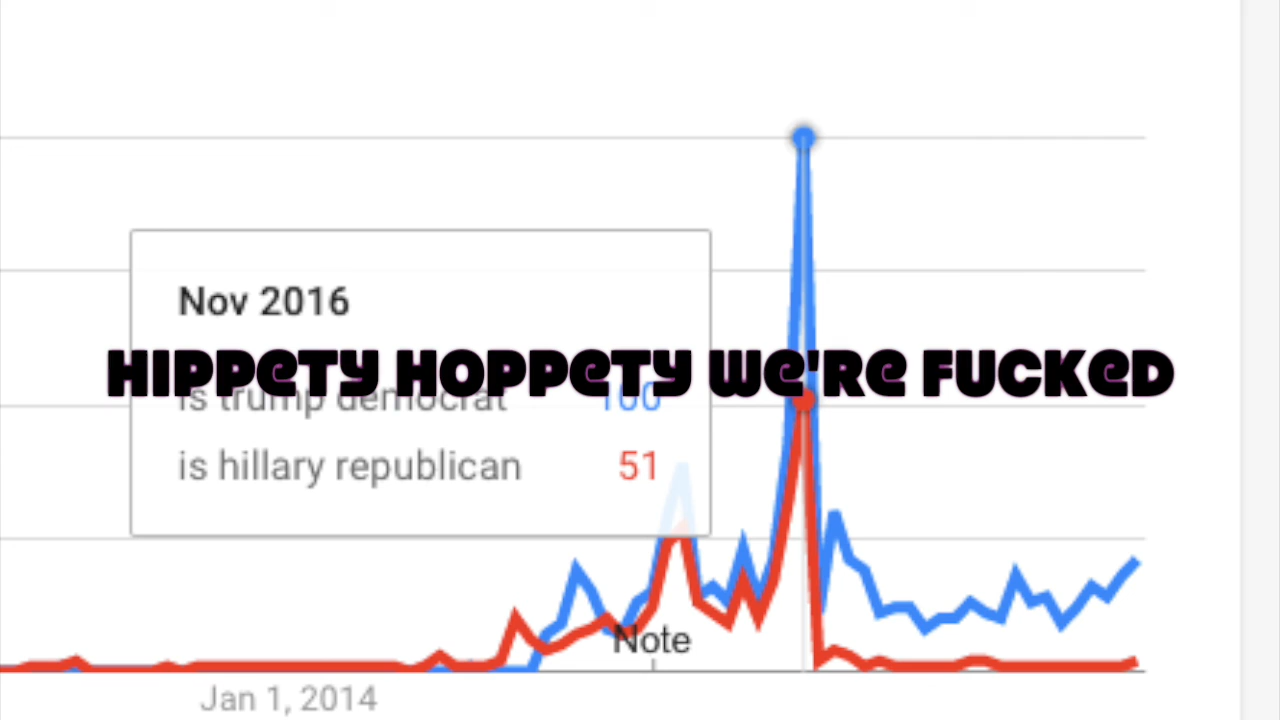 Nov 2016
HIPPETY HOPPETY WE'RE FUCKED
is trump democrat 100
is hillary republican 51
Note
Jan 1, 2014